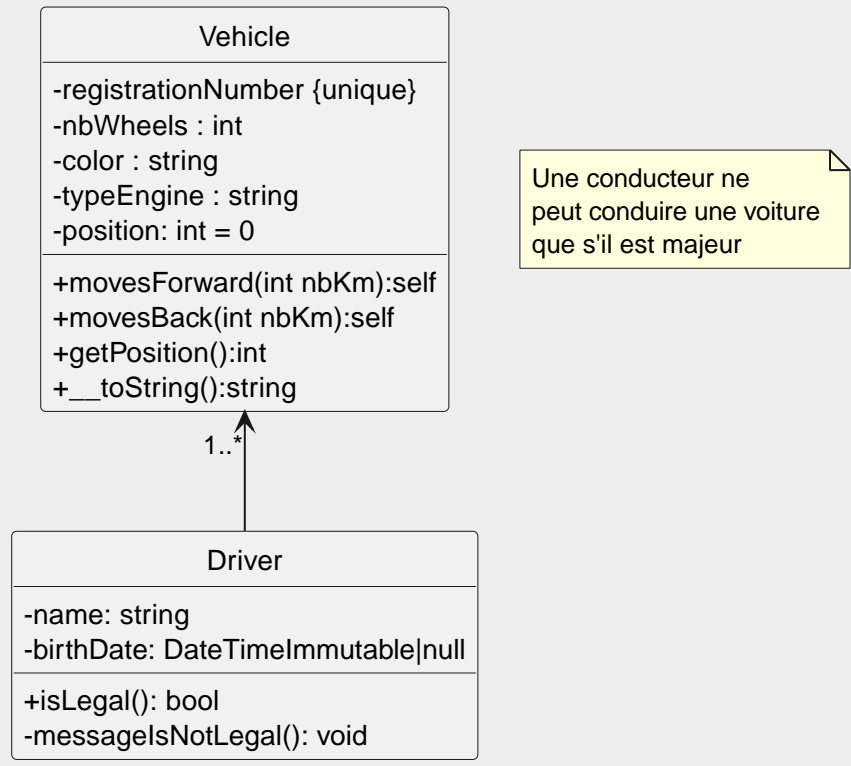 Vehicle
-registrationNumber {unique}
-nbWheels : int
-color : string
-typeEngine : string
-position: int = 0
+movesForward(int nbKm):self
+movesBack(int nbKm):self
+getPosition():int
+__toString():string
Une conducteur ne
peut conduire une voiture
que s'il est majeur
1..*
Driver
-name: string
-birthDate: DateTimeImmutable|null
+isLegal(): bool
-messageIsNotLegal(): void